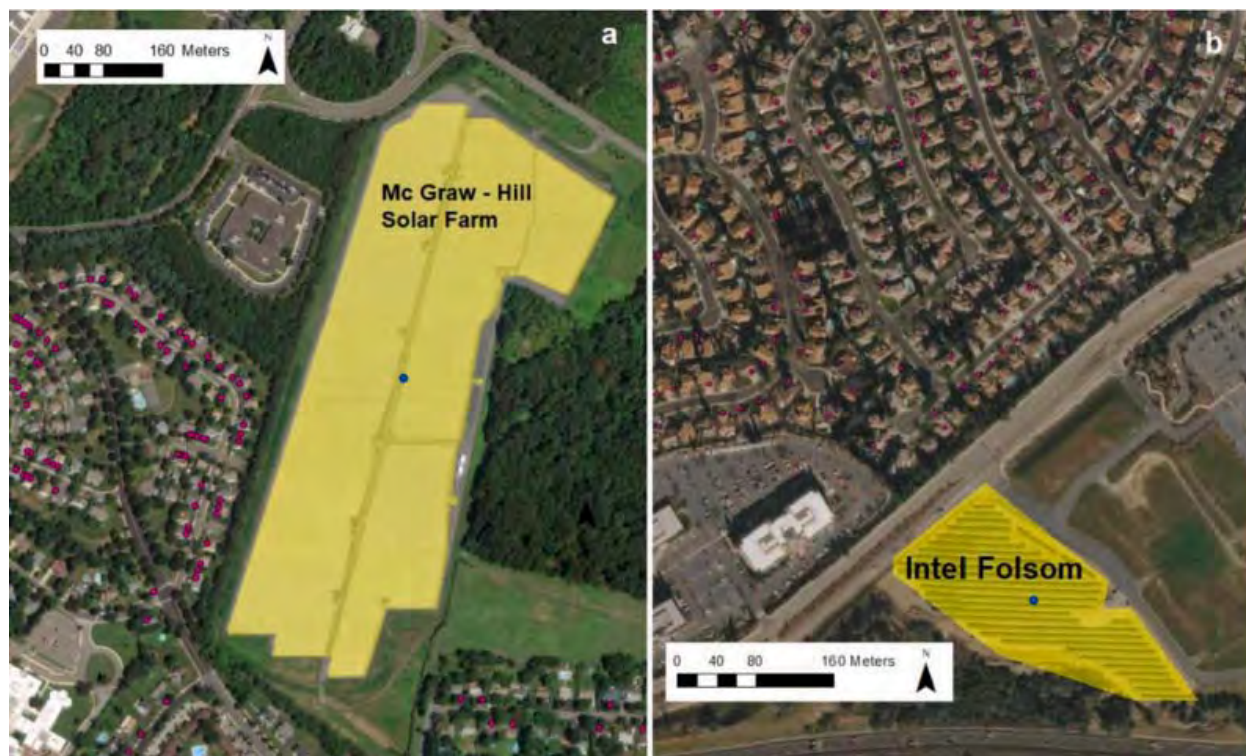 0 40 80 160 Meters
N
a
Mc Graw - Hill
Solar Farm
b
Intel Folsom
0 40 80 160 Meters
N